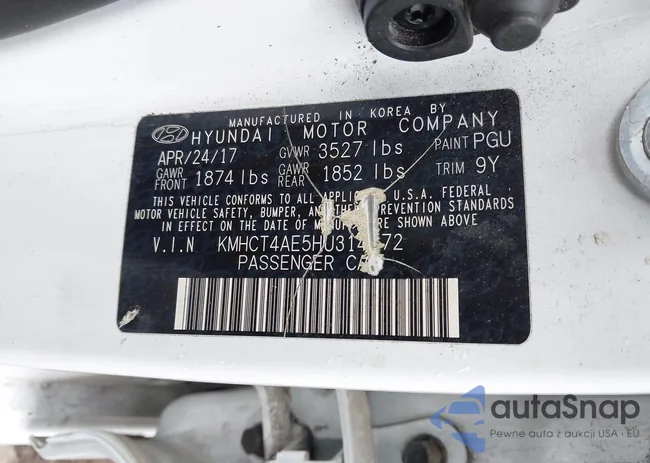 MANUFACTURED IN KOREA BY
HYUNDAI MOTOR COMPANY
APR/24/17 GVWR 3527 lbs PAINT PGU
GAWR FRONT 1874 lbs GAWR REAR 1852 lbs TRIM 9Y
THIS VEHICLE CONFORMS TO ALL U.S.A. FEDERAL
MOTOR VEHICLE SAFETY, BUMPER, AND PREVENTION STANDARDS
IN EFFECT ON THE DATE OF MANUFACTURE SHOWN ABOVE
V.I.N
PASSENGER
autoSnap
Pewne auto z aukcji USA i EU